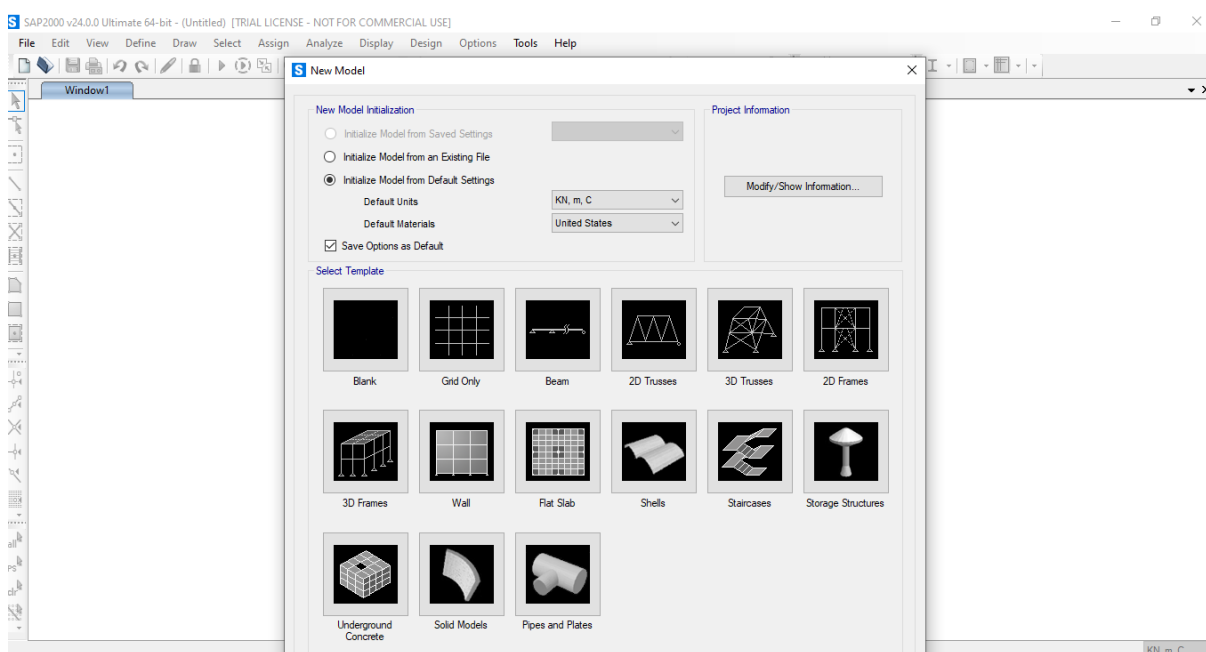 SAP2000 v24.0.0 Ultimate 64-bit - (Untitled) [TRIAL LICENSE - NOT FOR COMMERCIAL USE]
File Edit View Define Draw Select Assign Analyze Display Design Options Tools Help
New Model
Window1
New Model Initialization
Project Information
Initialize Model from Saved Settings
Initialize Model from an Existing File
Initialize Model from Default Settings
Modify/Show Information...
Default Units
KN, m, C
Default Materials
United States
Save Options as Default
Select Template
Blank
Grid Only
Beam
2D Trusses
3D Trusses
2D Frames
3D Frames
Wall
Flat Slab
Shells
Staircases
Storage Structures
all
PS
clr
Underground
Concrete
Solid Models
Pipes and Plates
KN, m, C